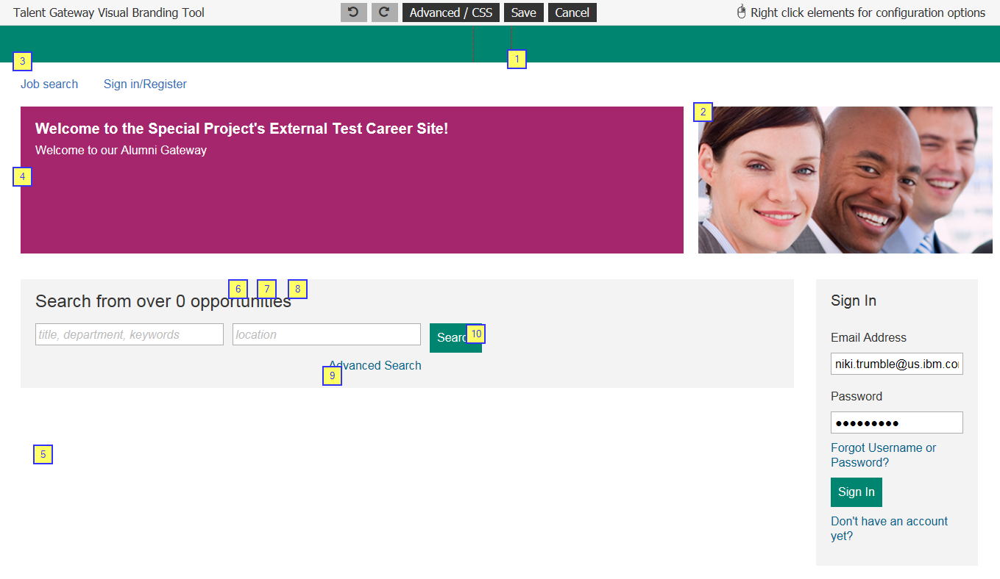 Talent Gateway Visual Branding Tool
Advanced / CSS
Save
Cancel
Right click elements for configuration options
1
3
Job search
Sign in/Register
2
Welcome to the Special Project's External Test Career Site!
Welcome to our Alumni Gateway
4
6
7
8
Search from over 0 opportunities
title, department, keywords
location
Search
10
Advanced Search
9
5
Sign In
Email Address
niki.trumble@us.ibm.co
Password
Forgot Username or
Password?
Sign In
Don't have an account
yet?